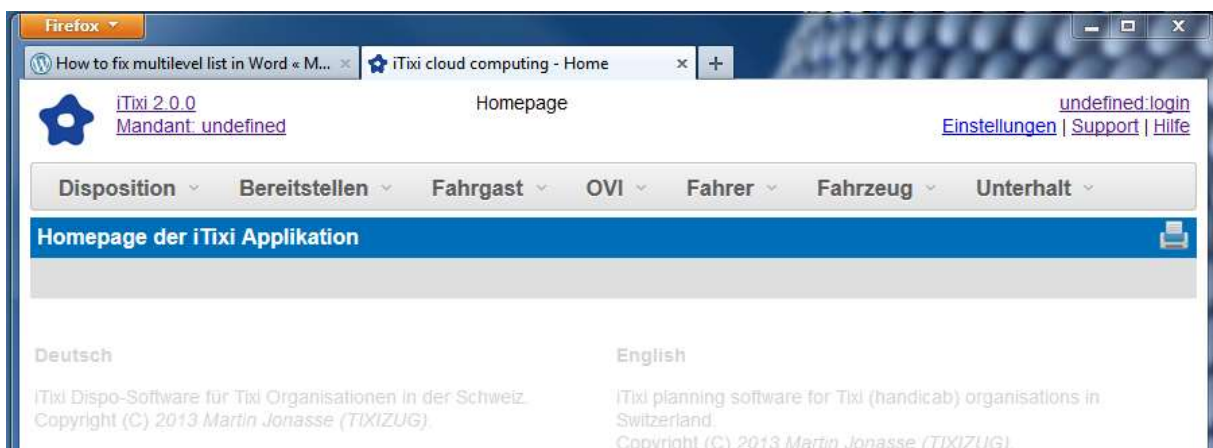 Firefox
How to fix multilevel list in Word « M... × iTixi cloud computing - Home × +
iTixi 2.0.0 Homepage undefined:login
Mandant: undefined Einstellungen | Support | Hilfe
Disposition Bereitstellen Fahrgast OVI Fahrer Fahrzeug Unterhalt
Homepage der iTixi Applikation
Deutsch
iTixi Dispo-Software für Tixi Organisationen in der Schweiz.
Copyright (C) 2013 Martin Jonasse (TIXIZUG).
English
iTixi planning software for Tixi (handicab) organisations in
Switzerland.
Copyright (C) 2013 Martin Jonasse (TIXIZUG).